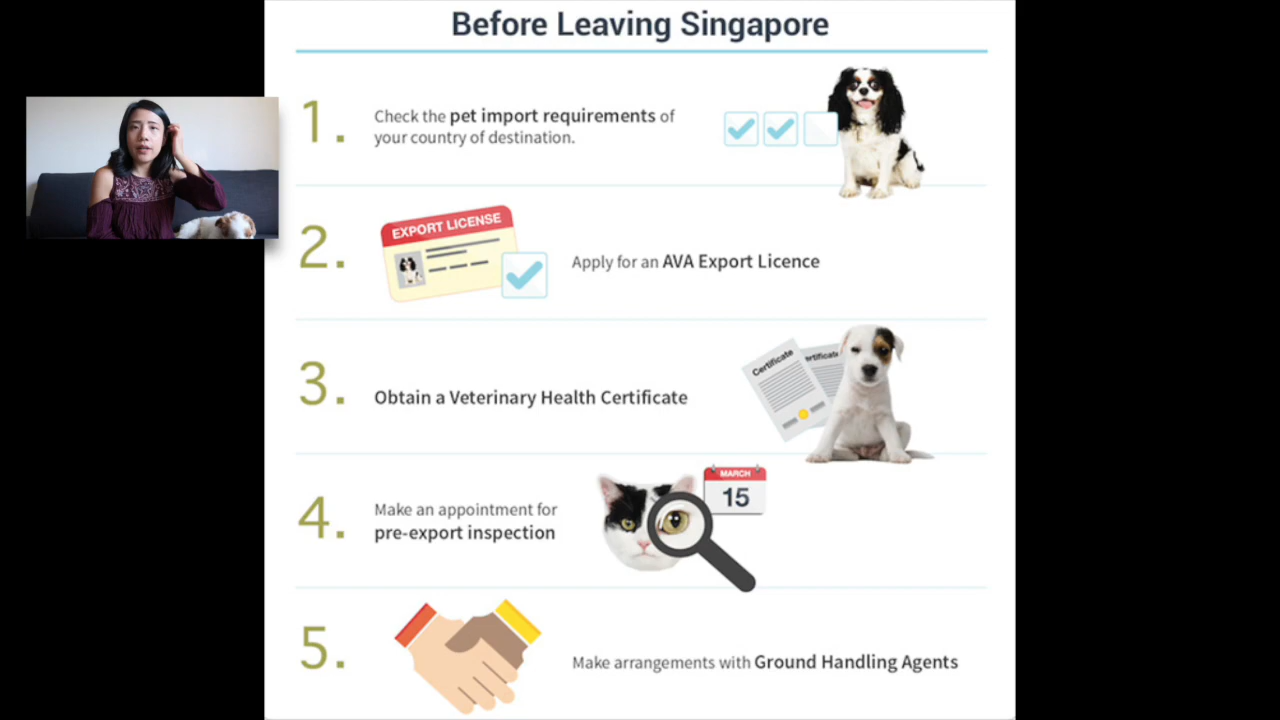 Before Leaving Singapore
1.
Check the pet import requirements of
your country of destination.
2.
EXPORT LICENSE
Apply for an AVA Export Licence
3.
Obtain a Veterinary Health Certificate
Certificate
ertificate
4.
Make an appointment for
pre-export inspection
MARCH
15
5.
Make arrangements with Ground Handling Agents